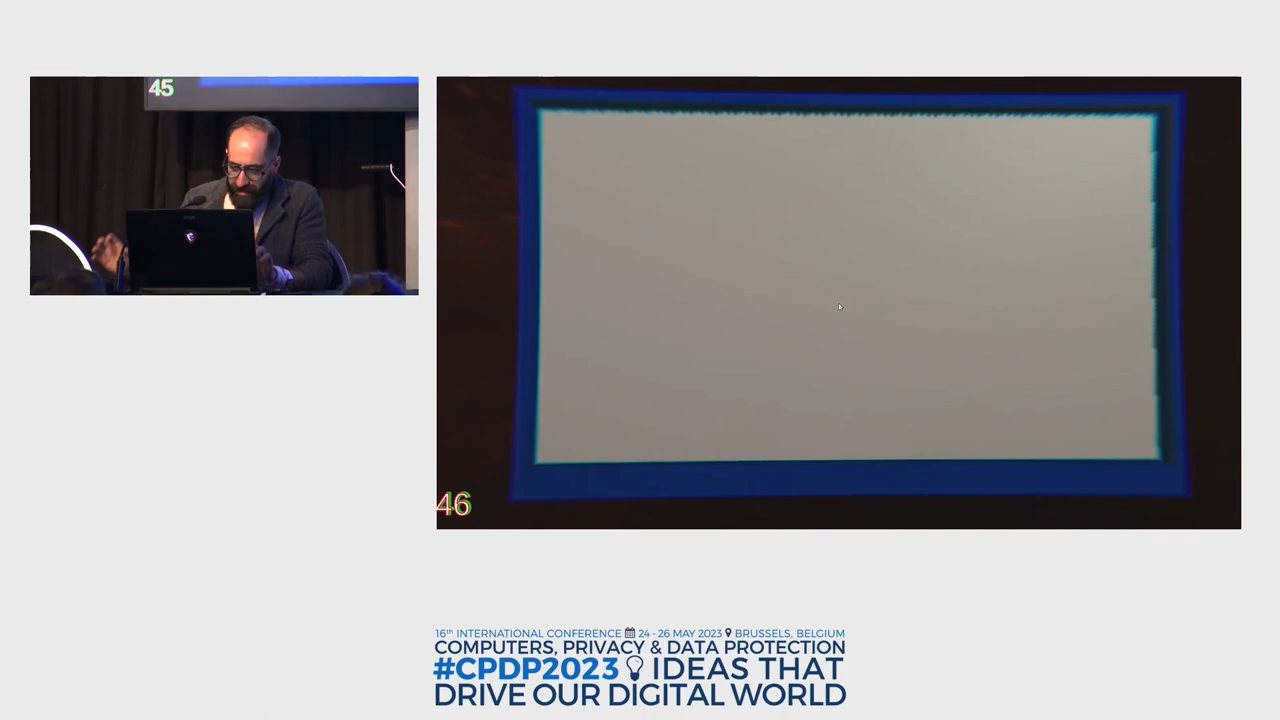 45
46
16th INTERNATIONAL CONFERENCE 24 - 26 MAY 2023 BRUSSELS, BELGIUM
COMPUTERS, PRIVACY & DATA PROTECTION
#CPDP2023 IDEAS THAT
DRIVE OUR DIGITAL WORLD